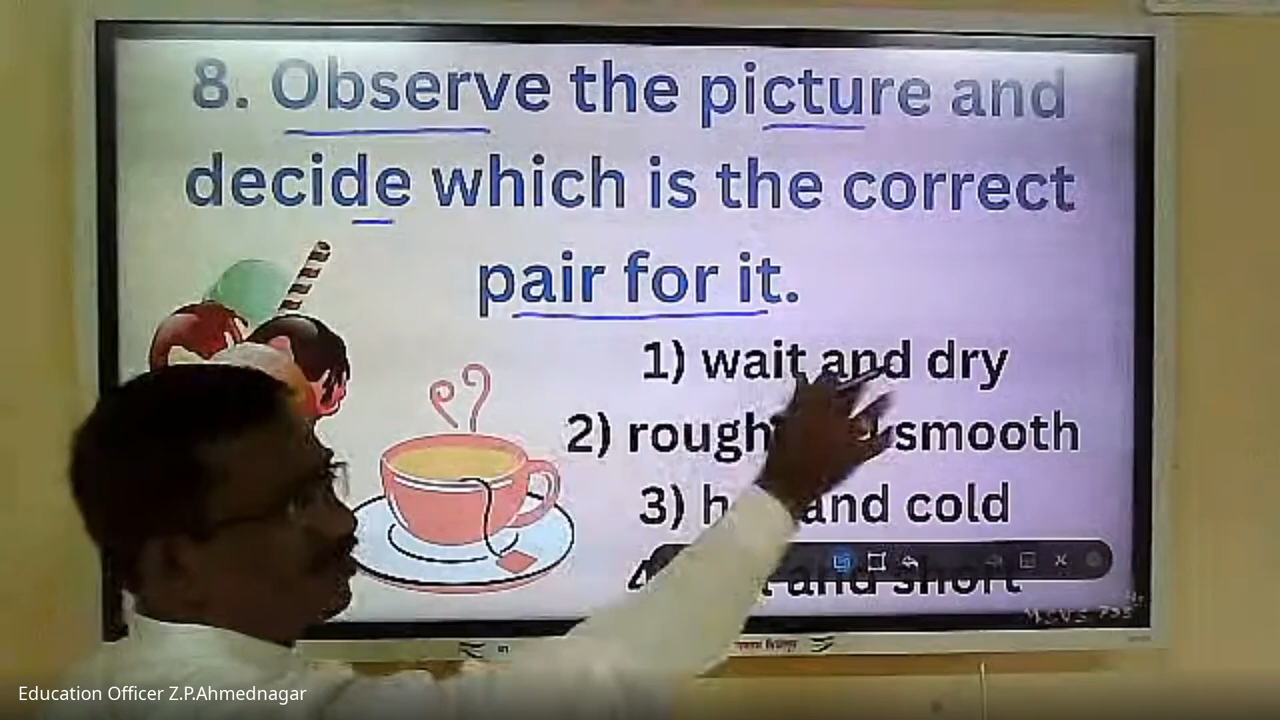 8. Observe the picture and
decide which is the correct
pair for it.
1) wait and dry
2) rough smooth
3) and cold
and short
Education Officer Z.P.Ahmednagar